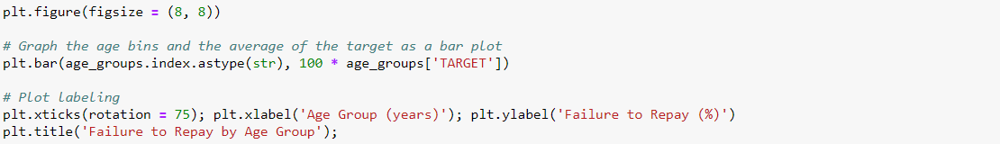 plt.figure(figsize = (8, 8))

# Graph the age bins and the average of the target as a bar plot
plt.bar(age_groups.index.astype(str), 100 * age_groups['TARGET'])

# Plot labeling
plt.xticks(rotation = 75); plt.xlabel('Age Group (years)'); plt.ylabel('Failure to Repay (%)')
plt.title('Failure to Repay by Age Group');